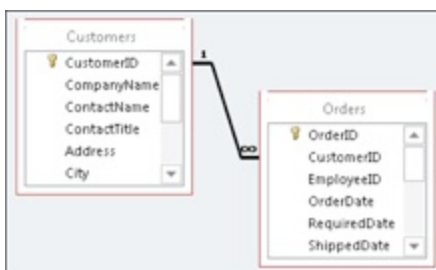 Customers
CustomerID
CompanyName
ContactName
ContactTitle
Address
City
1
∞
Orders
OrderID
CustomerID
EmployeeID
OrderDate
RequiredDate
ShippedDate